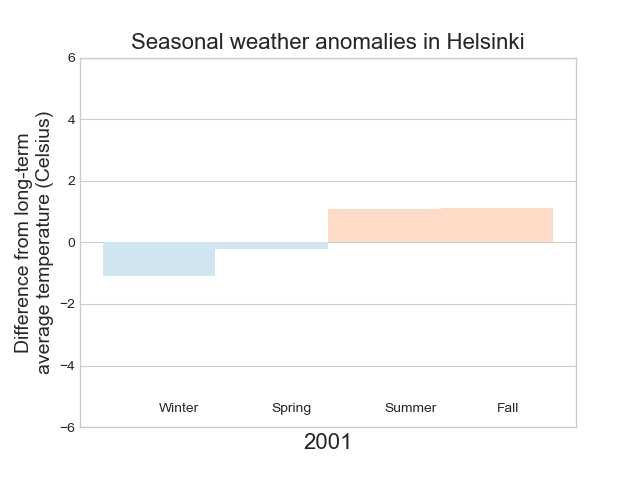 Seasonal weather anomalies in Helsinki
Difference from long-term
average temperature (Celsius)
6
4
2
0
−2
−4
−6
Winter Spring Summer Fall
2001